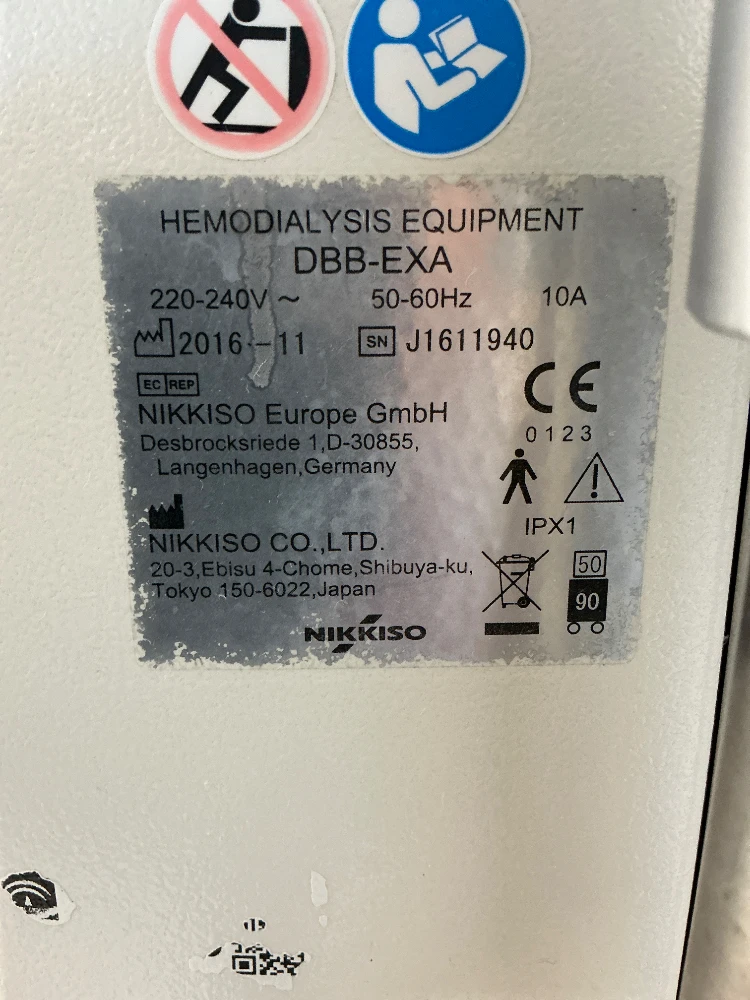 HEMODIALYSIS EQUIPMENT
DBB-EXA
220-240V ~ 50-60Hz 10A
2016-11 SN J1611940
EC REP
NIKKISO Europe GmbH
Desbrocksriede 1,D-30855,
Langenhagen,Germany
CE
0123
IPX1
NIKKISO CO.,LTD.
20-3,Ebisu 4-Chome,Shibuya-ku,
Tokyo 150-6022,Japan
50
90
NIKKISO